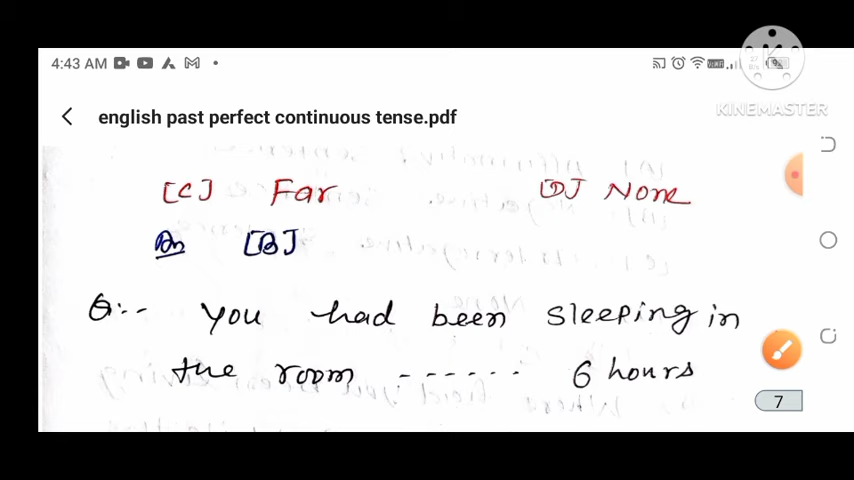 4:43 AM
KINEMASTER
english past perfect continuous tense.pdf
[C] Far [D] None
Ans [B]
Q:- You had been sleeping in
the room ------ 6 hours
7